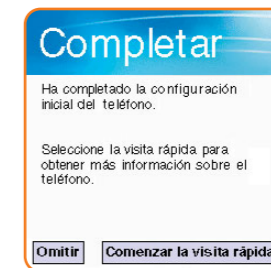 Completar
Ha completado la configuración
inicial del teléfono.
Seleccione la visita rápida para
obtener más información sobre el
teléfono.
Omitir
Comenzar la visita rápida